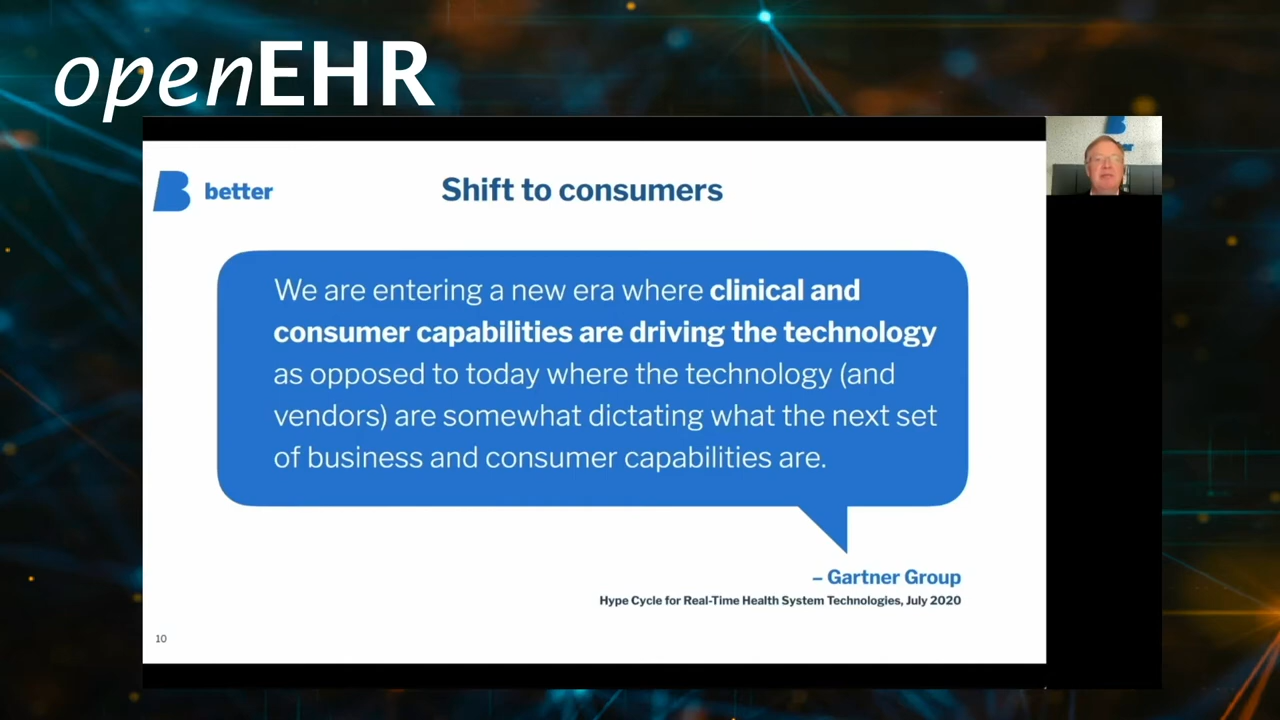 openEHR
better
Shift to consumers
We are entering a new era where clinical and
consumer capabilities are driving the technology
as opposed to today where the technology (and
vendors) are somewhat dictating what the next set
of business and consumer capabilities are.
– Gartner Group
Hype Cycle for Real-Time Health System Technologies, July 2020
10